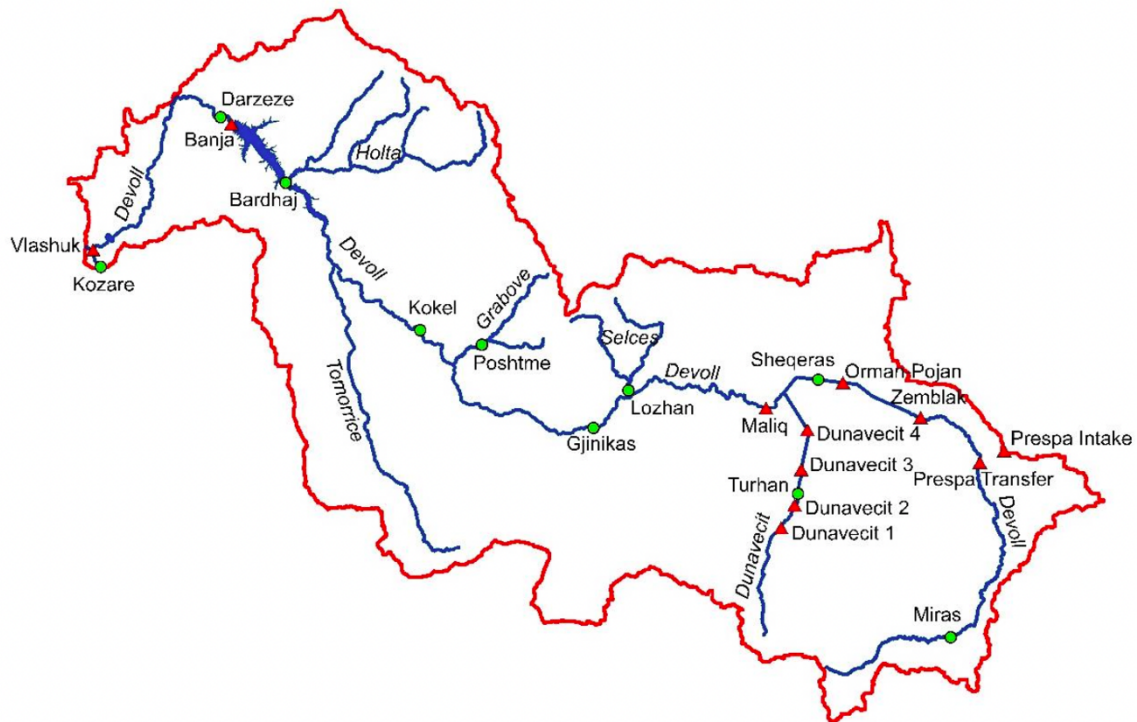 Darzeze
Banja
Holta
Devoll
Bardhaj
Vlashuk
Kozare
Devoll
Grabove
Kokel
Poshtme
Selces
Devoll
Sheqeras
Orman Pojan
Zemblak
Tomorrice
Lozhan
Maliq
Gjinikas
Dunavecit 4
Prespa Intake
Dunavecit 3
Prespa Transfer
Turhan
Dunavecit 2
Devoll
Dunavecit 1
Dunavecit
Miras